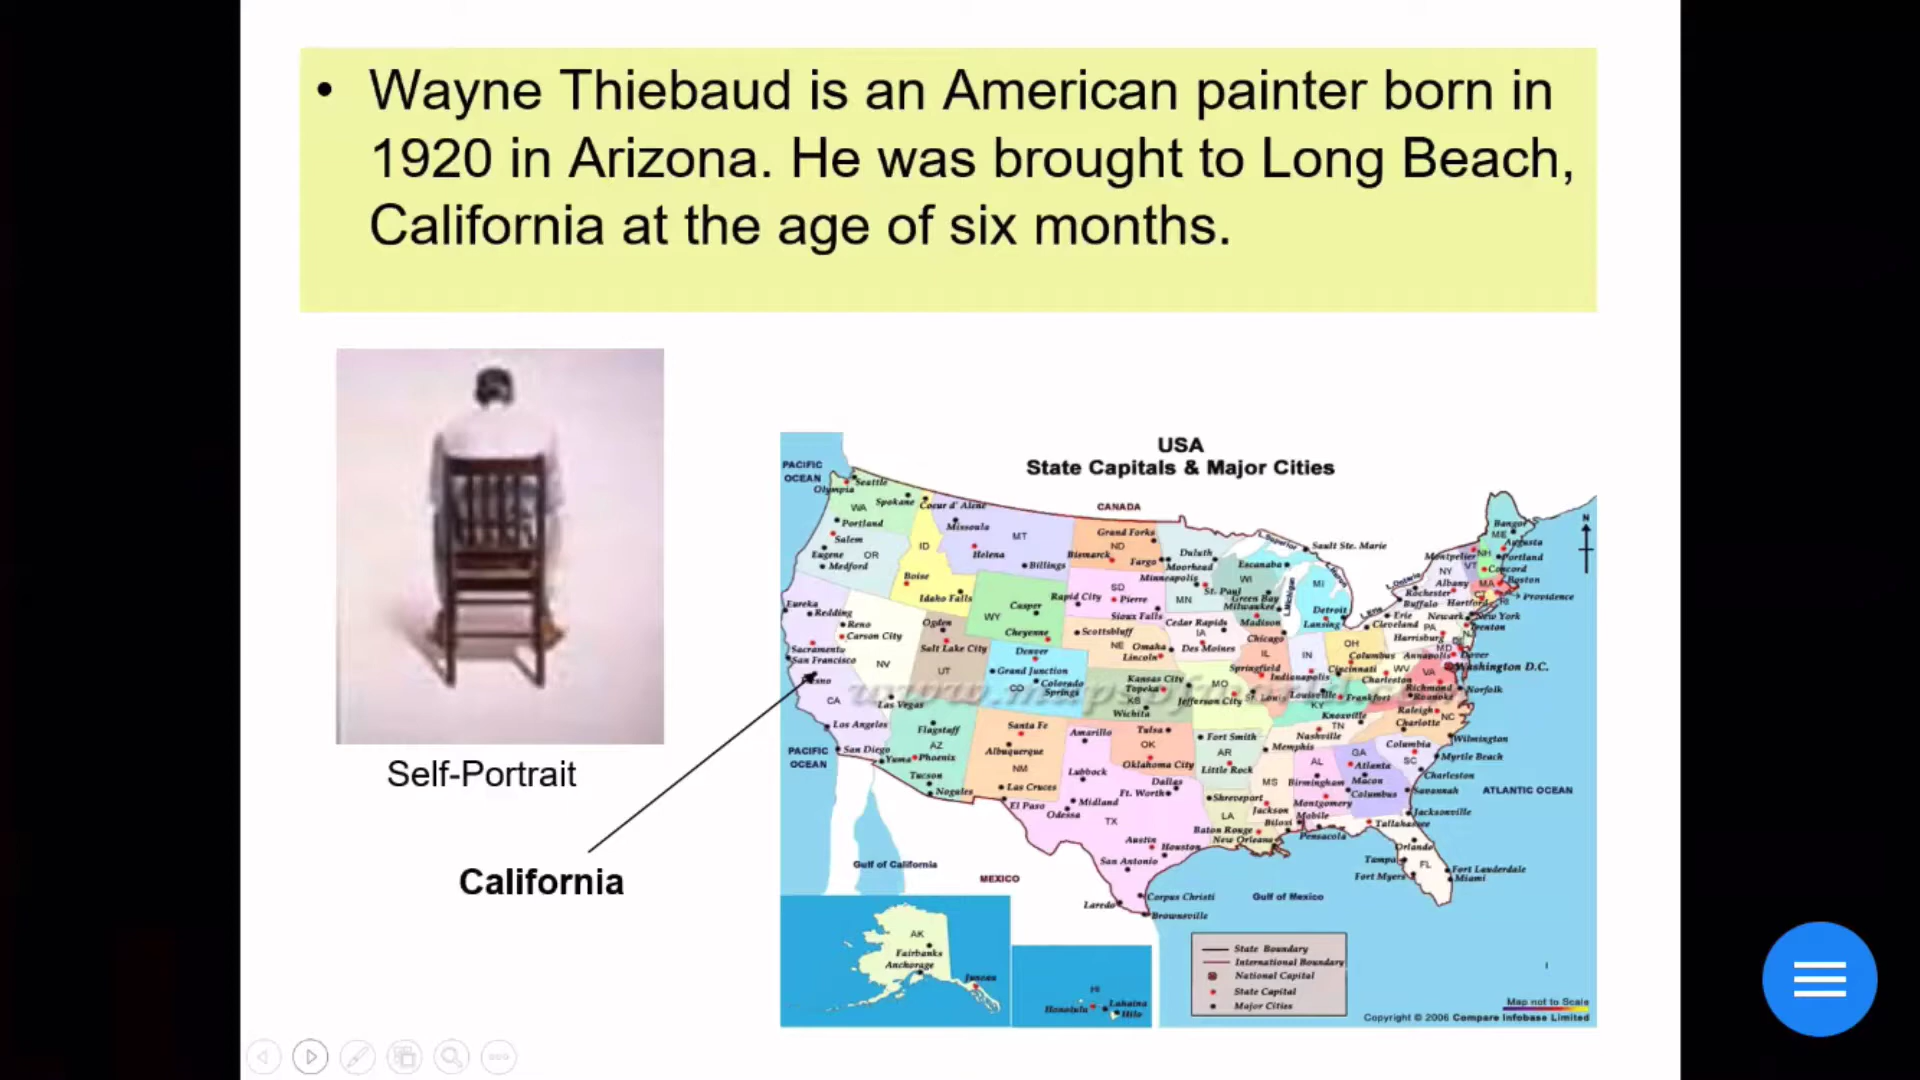 • Wayne Thiebaud is an American painter born in
1920 in Arizona. He was brought to Long Beach,
California at the age of six months.
Self-Portrait
California
USA
State Capitals & Major Cities
PACIFIC
OCEAN
CANADA
Seattle
Olympia
Spokane
Coeur d' Alene
WA
Portland
Missoula
MT
Salem
Helena
ID
Eugene
OR
Medford
Billings
Boise
Idaho Falls
Grand Forks
ND
Bismarck
Fargo
Duluth
Moorhead
Minneapolis
L. Superior
Sault Ste. Marie
Escanaba
WI
MI
St. Paul
MN
Green Bay
Milwaukee
L. Michigan
SD
Rapid City
Pierre
Sioux Falls
Casper
WY
Cheyenne
Eureka
Redding
Reno
Carson City
Ogden
Salt Lake City
Sacramento
San Francisco
NV
UT
Scottsbluff
NE
Omaha
Lincoln
Cedar Rapids
IA
Des Moines
Madison
Chicago
Detroit
Lansing
L. Erie
L. Ontario
Bangor
ME
Augusta
Montpelier
NH
VT
Portland
Concord
NY
Albany
MA
Boston
Rochester
Buffalo
Hartford
CT
RI
Providence
Erie
Newark
New York
Cleveland
PA
NJ
Trenton
Harrisburg
OH
Columbus
MD
Annapolis
Dover
Washington D.C.
Denver
Grand Junction
CO
Colorado
Springs
Kansas City
Topeka
KS
Wichita
MO
Jefferson City
St. Louis
IL
Springfield
IN
Indianapolis
Cincinnati
WV
Charleston
VA
Richmond
Roanoke
Norfolk
Louisville
Frankfort
KY
Knoxville
Raleigh
NC
Charlotte
TN
Nashville
Wilmington
CA
Las Vegas
Los Angeles
San Diego
Flagstaff
AZ
Yuma
Phoenix
Tucson
Nogales
Santa Fe
Albuquerque
NM
Las Cruces
El Paso
Amarillo
Tulsa
OK
Oklahoma City
Fort Smith
AR
Little Rock
Memphis
Lubbock
Dallas
Ft. Worth
Midland
Odessa
TX
Shreveport
LA
MS
Jackson
AL
Birmingham
Montgomery
GA
Atlanta
Macon
Columbus
Columbia
SC
Myrtle Beach
Charleston
Savannah
Jacksonville
Tallahassee
Biloxi
Mobile
Pensacola
Baton Rouge
New Orleans
Austin
Houston
San Antonio
Corpus Christi
Laredo
Brownsville
Orlando
Tampa
FL
Fort Myers
Fort Lauderdale
Miami
PACIFIC
OCEAN
ATLANTIC OCEAN
Gulf of California
MEXICO
Gulf of Mexico
N
AK
Fairbanks
Anchorage
Juneau
HI
Honolulu
Lahaina
Hilo
State Boundary
International Boundary
National Capital
State Capital
Major Cities
Map not to Scale
Copyright © 2006 Compare Infobase Limited